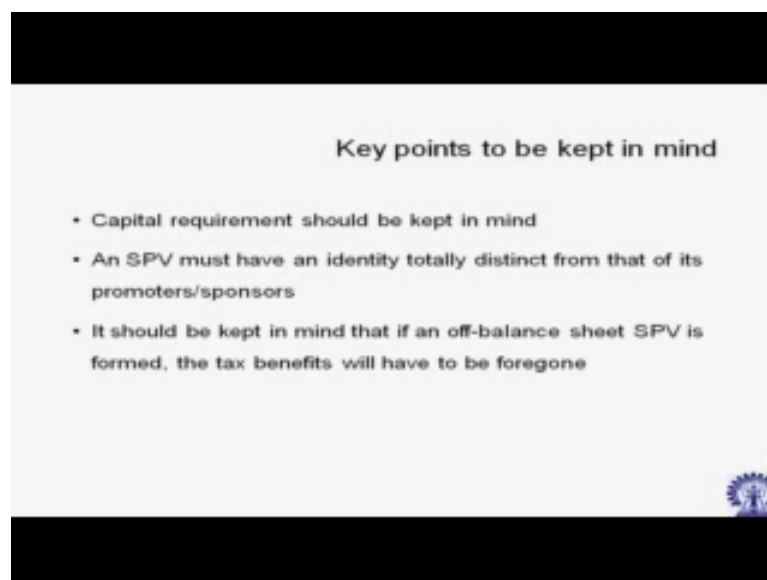 Key points to be kept in mind
• Capital requirement should be kept in mind
• An SPV must have an identity totally distinct from that of its
promoters/sponsors
• It should be kept in mind that if an off-balance sheet SPV is
formed, the tax benefits will have to be foregone